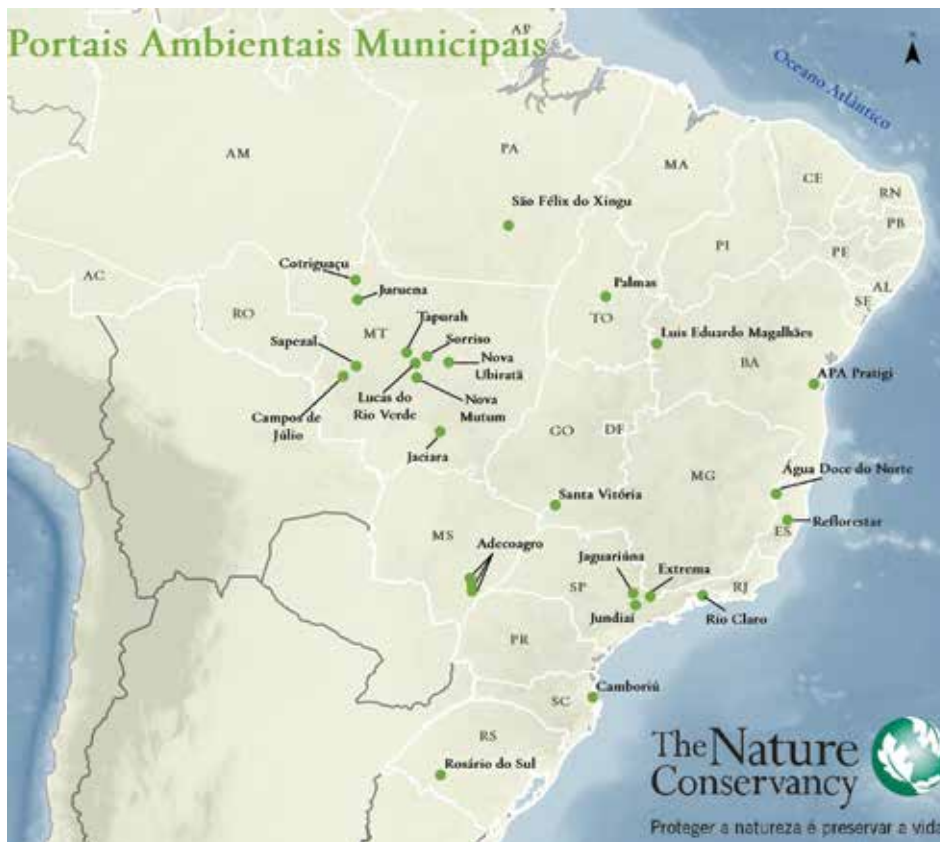 Portais Ambientais Municipais
AP
Oceano Atlântico
AM
PA
MA
CE
RN
PB
PE
AL
SE
PI
São Félix do Xingu
AC
Cotriguaçu
Juruena
Palmas
RO
MT
Tapurah
TO
Sapezal
Sorriso
Luis Eduardo Magalhães
Nova
Ubiratã
BA
APA Pratigi
Lucas do
Rio Verde
Nova
Mutum
Campos de
Júlio
Jaciara
GO
DF
MG
Água Doce do Norte
Santa Vitória
ES
Reflorestar
MS
Adecoagro
Jaguariúna
Extrema
SP
RJ
Jundiaí
Rio Claro
PR
Camboriú
SC
RS
Rosário do Sul
The Nature
Conservancy
Proteger a natureza é preservar a vida